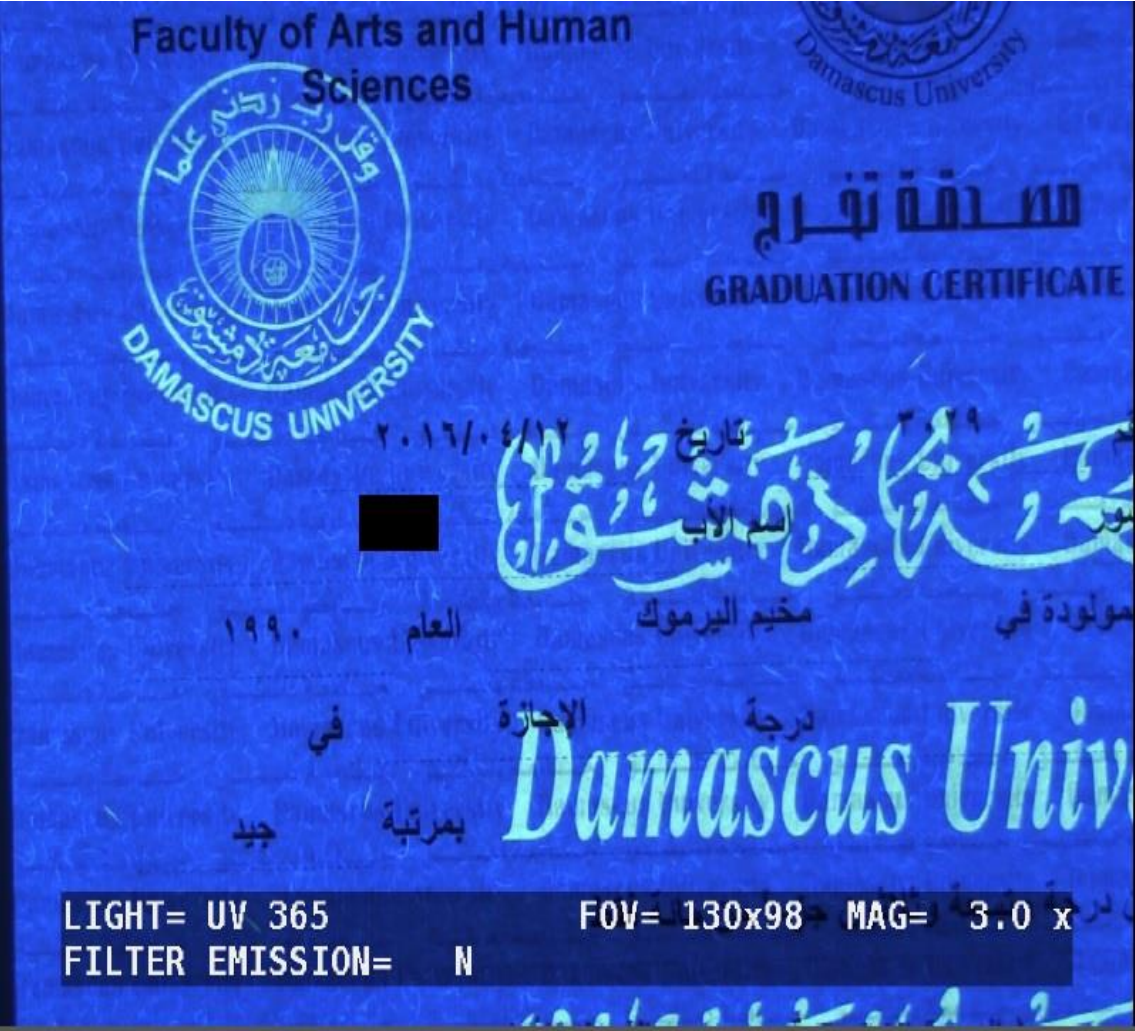 Faculty of Arts and Human
Sciences
Damascus University
وقل رب زدني علما
جامعة دمشق
DAMASCUS UNIVERSITY
مصدقة تخرج
GRADUATION CERTIFICATE
٣٠٢٩ تاريخ ٢٠١٦/٠٤/١٢
دمشق
اسم الأب
مولودة في مخيم اليرموك العام ١٩٩٠
درجة الإجازة في
Damascus Univ
بمرتبة جيد
LIGHT= UV 365 FOV= 130x98 MAG= 3.0 x
FILTER EMISSION= N